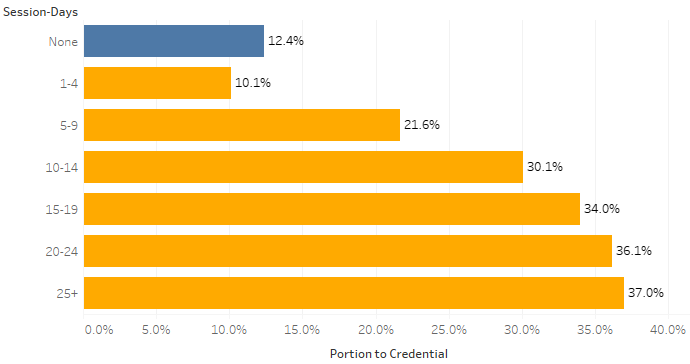 Session-Days
None 12.4%
1-4 10.1%
5-9 21.6%
10-14 30.1%
15-19 34.0%
20-24 36.1%
25+ 37.0%
0.0% 5.0% 10.0% 15.0% 20.0% 25.0% 30.0% 35.0% 40.0%
Portion to Credential